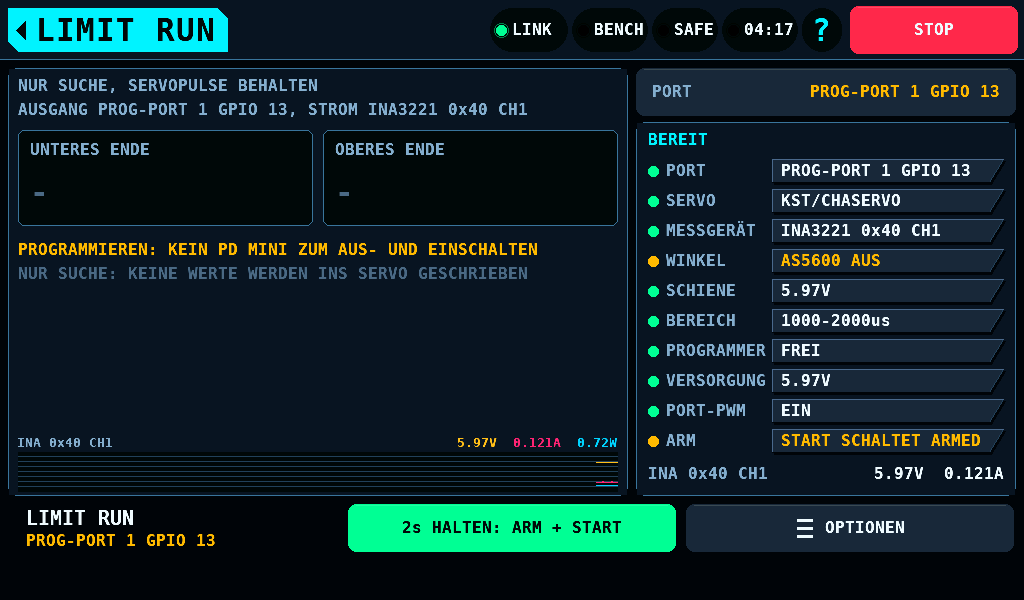 LIMIT RUN
LINK
BENCH
SAFE
04:17
?
STOP
NUR SUCHE, SERVOPULSE BEHALTEN
AUSGANG PROG-PORT 1 GPIO 13, STROM INA3221 0x40 CH1
UNTERES ENDE
-
OBERES ENDE
-
PROGRAMMIEREN: KEIN PD MINI ZUM AUS- UND EINSCHALTEN
NUR SUCHE: KEINE WERTE WERDEN INS SERVO GESCHRIEBEN
INA 0x40 CH1 5.97V 0.121A 0.72W
PORT PROG-PORT 1 GPIO 13
BEREIT
PORT PROG-PORT 1 GPIO 13
SERVO KST/CHASERVO
MESSGERÄT INA3221 0x40 CH1
WINKEL AS5600 AUS
SCHIENE 5.97V
BEREICH 1000-2000us
PROGRAMMER FREI
VERSORGUNG 5.97V
PORT-PWM EIN
ARM START SCHALTET ARMED
INA 0x40 CH1 5.97V 0.121A
LIMIT RUN
PROG-PORT 1 GPIO 13
2s HALTEN: ARM + START
OPTIONEN